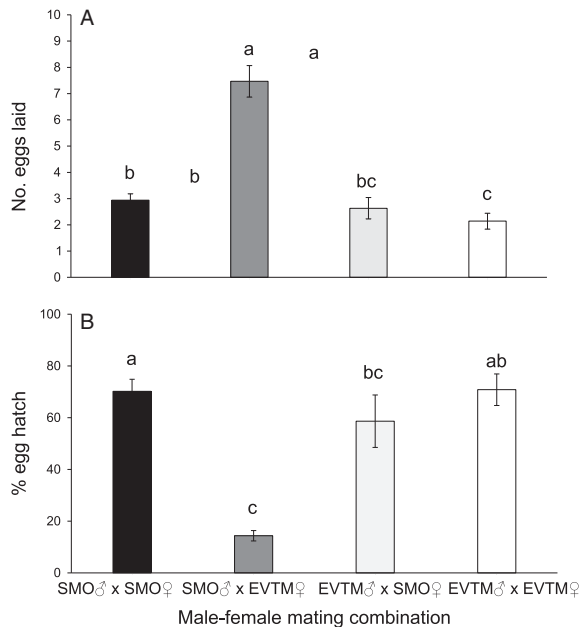 A
10
9
8
7
6
5
4
3
2
1
0
No. eggs laid
b
b
a
a
bc
c
B
100
80
60
40
20
0
% egg hatch
a
c
bc
ab
SMO♂ x SMO♀ SMO♂ x EVTM♀ EVTM♂ x SMO♀ EVTM♂ x EVTM♀
Male-female mating combination